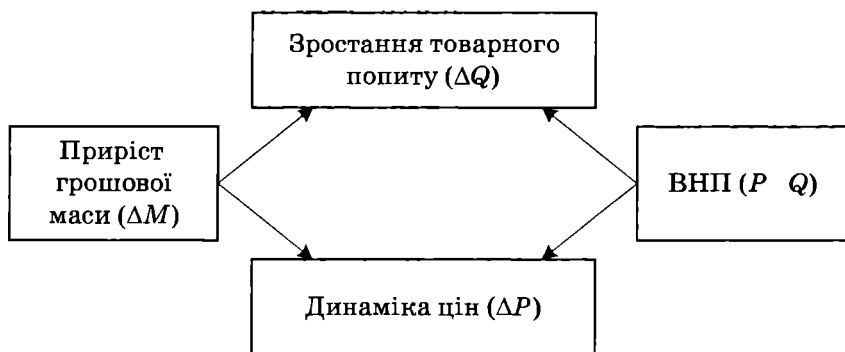 Зростання товарного
попиту (ΔQ)
Приріст
грошової
маси (ΔM)
ВНП (P Q)
Динаміка цін (ΔP)